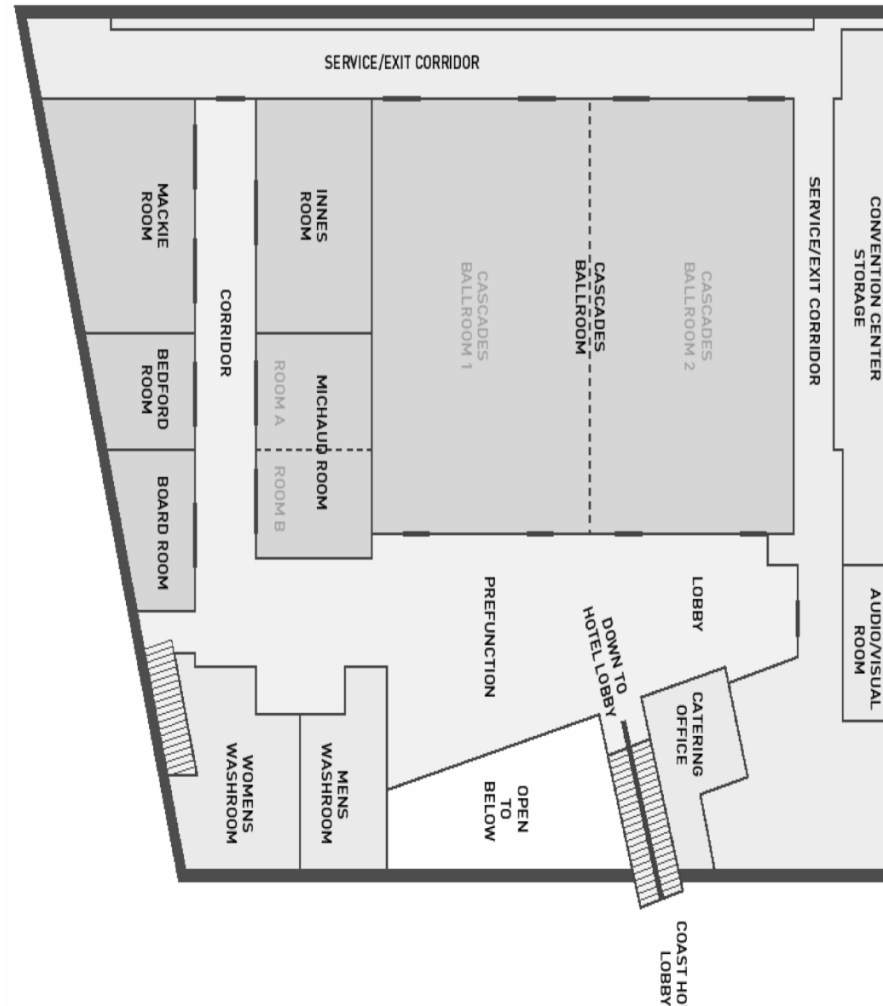 SERVICE/EXIT CORRIDOR
MACKIE
ROOM
INNES
ROOM
CASCADES
BALLROOM 1
CASCADES
BALLROOM
CASCADES
BALLROOM 2
SERVICE/EXIT CORRIDOR
CONVENTION CENTER
STORAGE
CORRIDOR
BEDFORD
ROOM
MICHAUD ROOM
ROOM A
ROOM B
BOARD ROOM
PREFUNCTION
LOBBY
AUDIO/VISUAL
ROOM
DOWN TO
HOTEL LOBBY
CATERING
OFFICE
WOMENS
WASHROOM
MENS
WASHROOM
OPEN
TO
BELOW
COAST HO
LOBBY